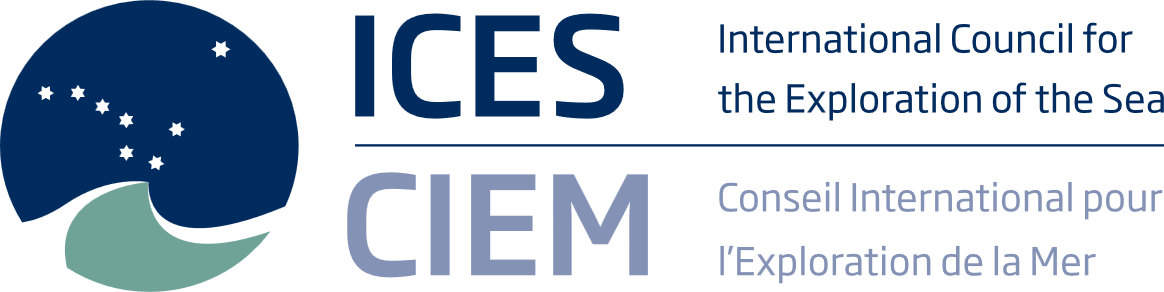 ICES
International Council for
the Exploration of the Sea
CIEM
Conseil International pour
l'Exploration de la Mer